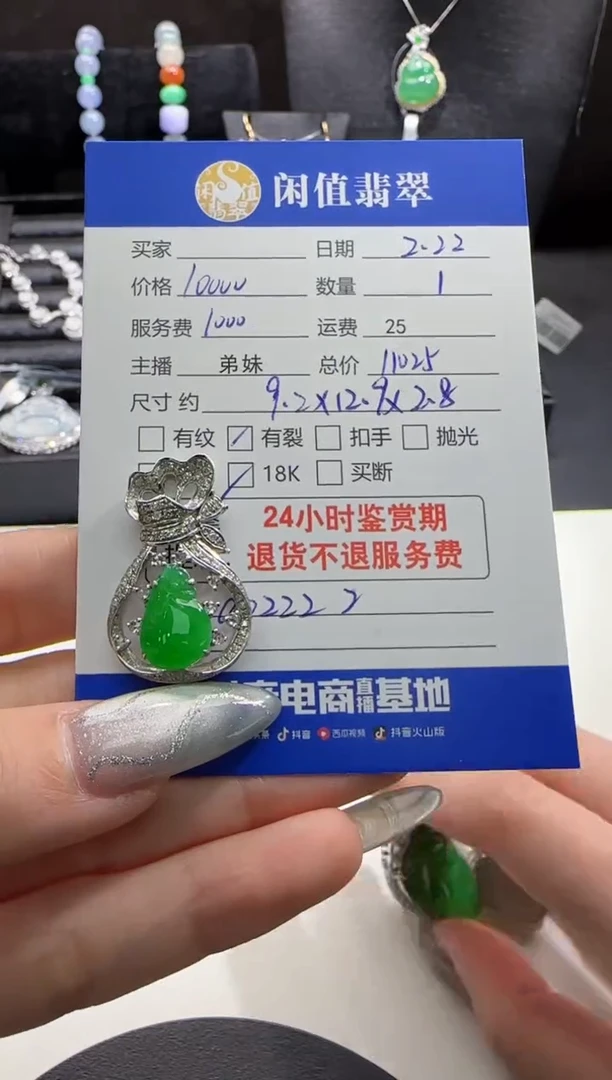 闲值翡翠
买家 日期 2.22
价格 10000 数量 1
服务费 1000 运费 25
主播 弟妹 总价 11025
尺寸 约 9.2x12.9x2.8
有纹 有裂 扣手 抛光
18K 买断
24小时鉴赏期
退货不退服务费
电商直播基地
抖音 西瓜视频 抖音火山版